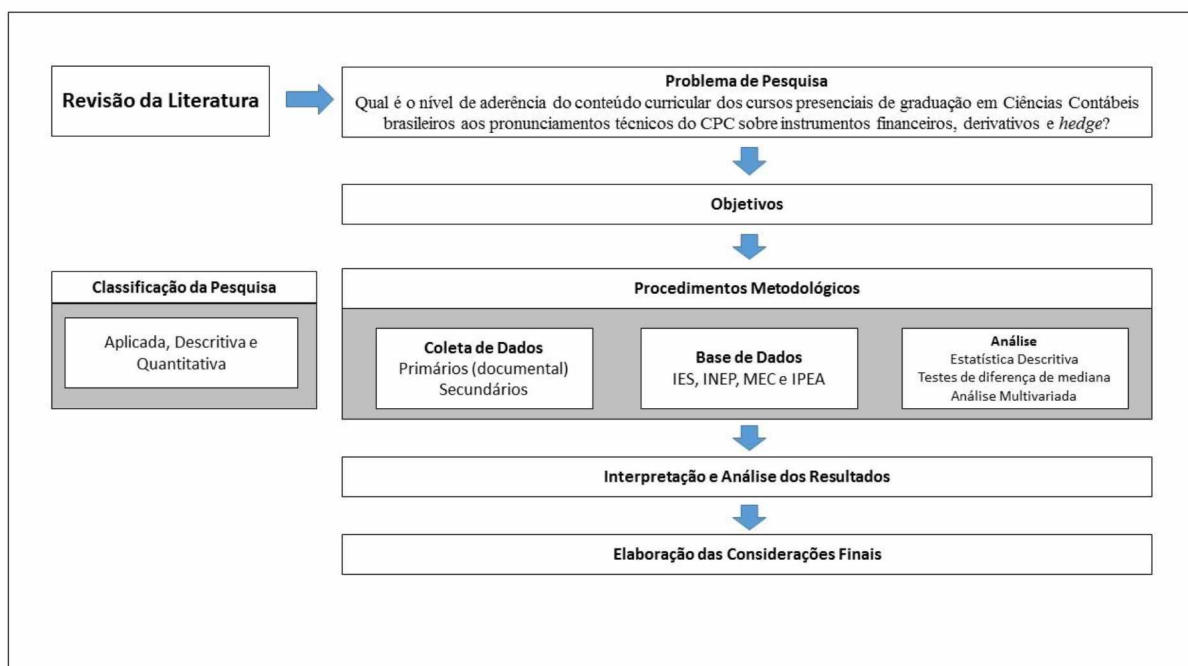 Revisão da Literatura
Problema de Pesquisa
Qual é o nível de aderência do conteúdo curricular dos cursos presenciais de graduação em Ciências Contábeis
brasileiros aos pronunciamentos técnicos do CPC sobre instrumentos financeiros, derivativos e hedge?
Objetivos
Classificação da Pesquisa
Aplicada, Descritiva e
Quantitativa
Procedimentos Metodológicos
Coleta de Dados
Primários (documental)
Secundários
Base de Dados
IES, INEP, MEC e IPEA
Análise
Estatística Descritiva
Testes de diferença de mediana
Análise Multivariada
Interpretação e Análise dos Resultados
Elaboração das Considerações Finais